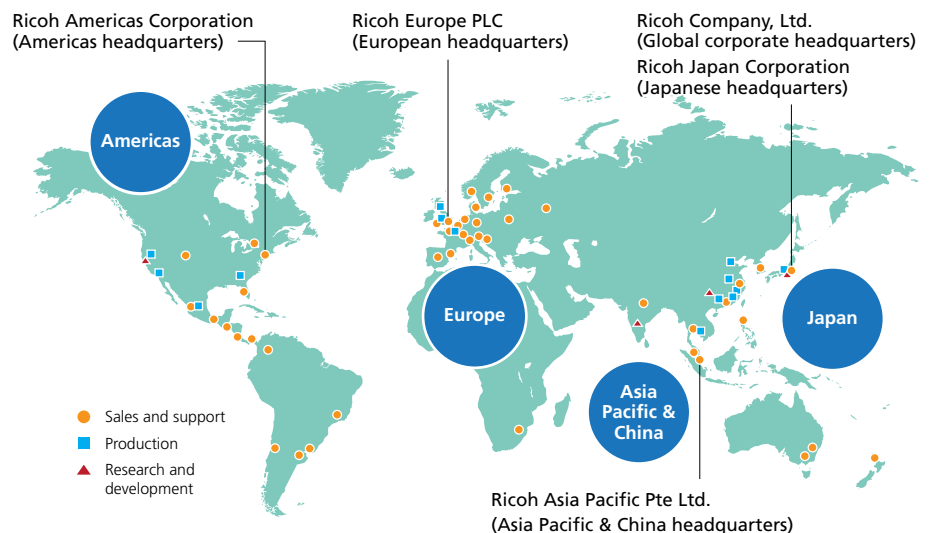 Ricoh Americas Corporation
(Americas headquarters)
Ricoh Europe PLC
(European headquarters)
Ricoh Company, Ltd.
(Global corporate headquarters)
Ricoh Japan Corporation
(Japanese headquarters)
Americas
Europe
Japan
Asia
Pacific &
China
Sales and support
Production
Research and
development
Ricoh Asia Pacific Pte Ltd.
(Asia Pacific & China headquarters)